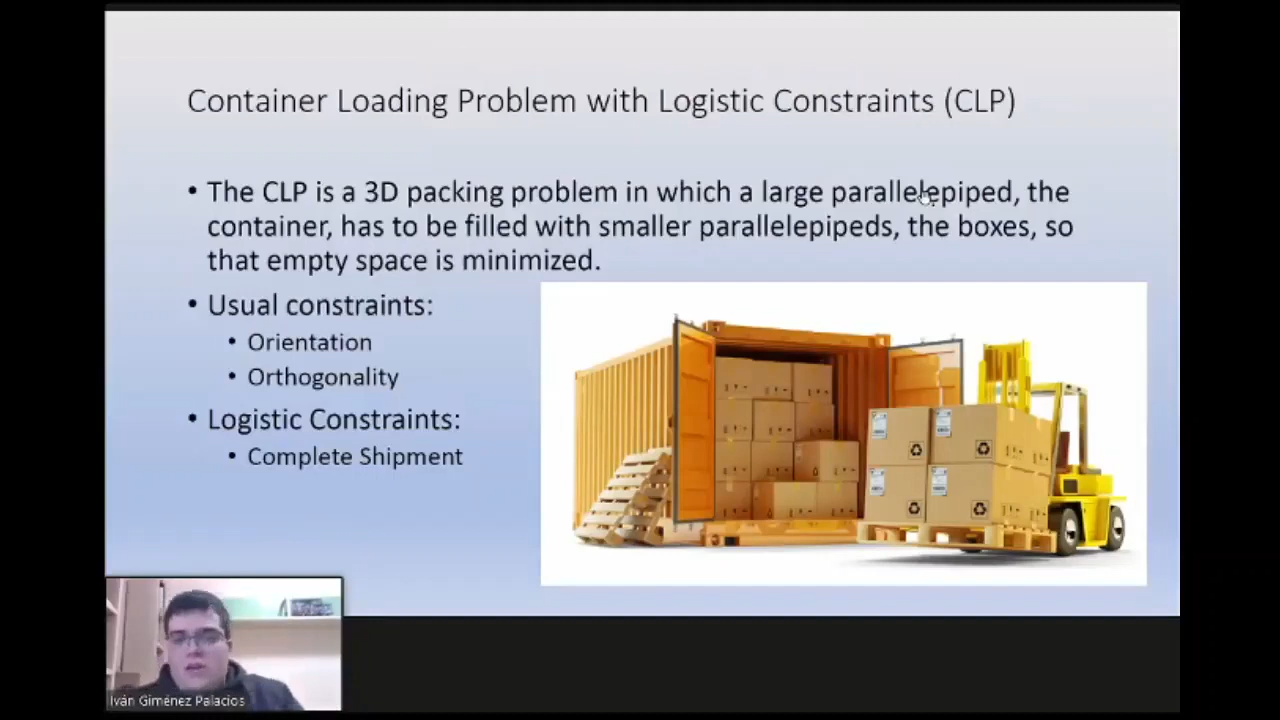 Container Loading Problem with Logistic Constraints (CLP)
• The CLP is a 3D packing problem in which a large parallelepiped, the
container, has to be filled with smaller parallelepipeds, the boxes, so
that empty space is minimized.
• Usual constraints:
• Orientation
• Orthogonality
• Logistic Constraints:
• Complete Shipment
Iván Giménez Palacios